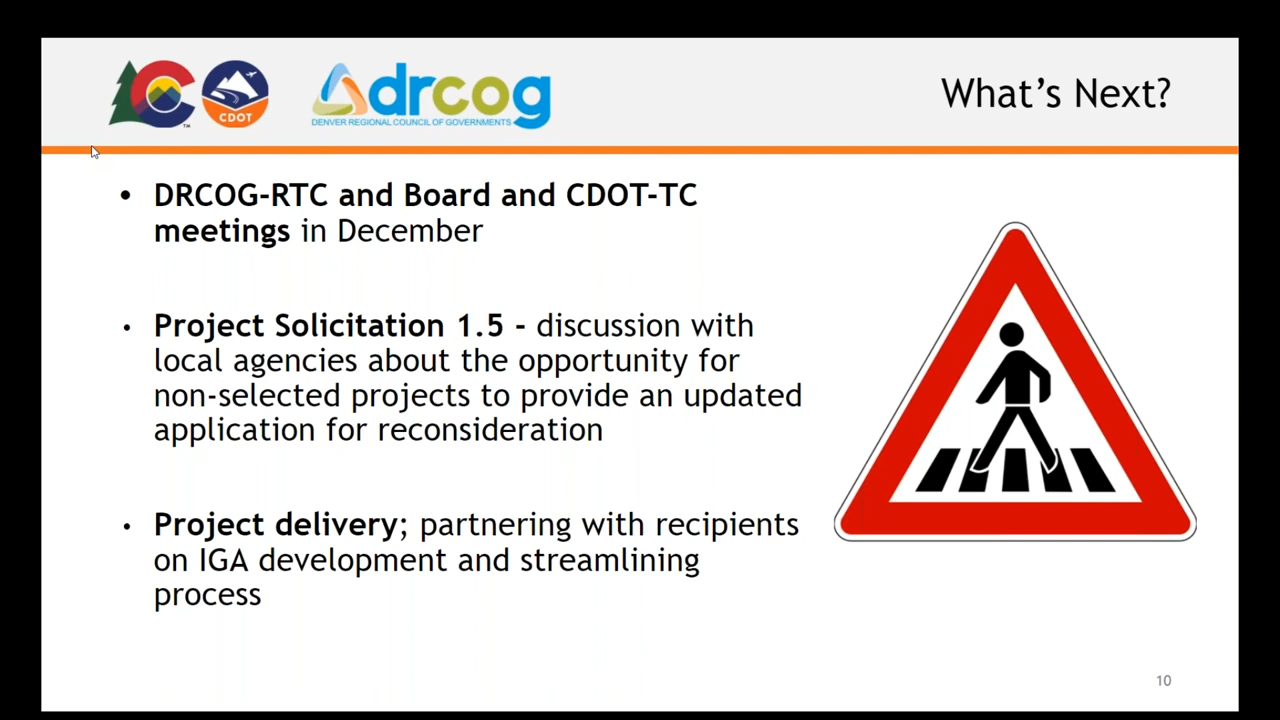 CDOT
drcog
DENVER REGIONAL COUNCIL OF GOVERNMENTS
What's Next?
• DRCOG-RTC and Board and CDOT-TC
meetings in December
• Project Solicitation 1.5 - discussion with
local agencies about the opportunity for
non-selected projects to provide an updated
application for reconsideration
• Project delivery; partnering with recipients
on IGA development and streamlining
process
10